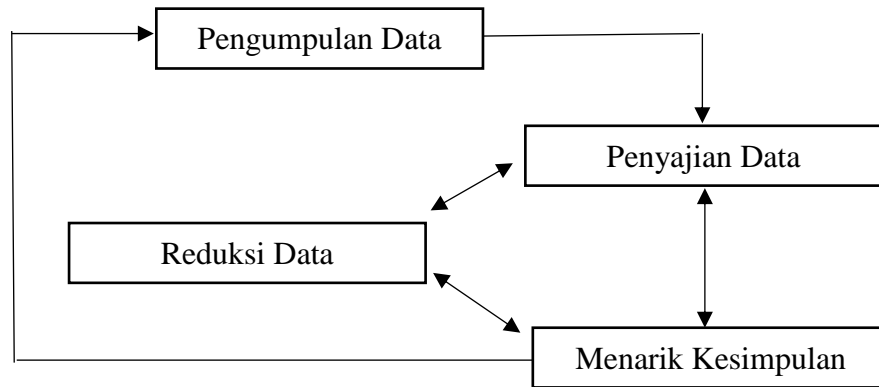 Pengumpulan Data
Penyajian Data
Reduksi Data
Menarik Kesimpulan